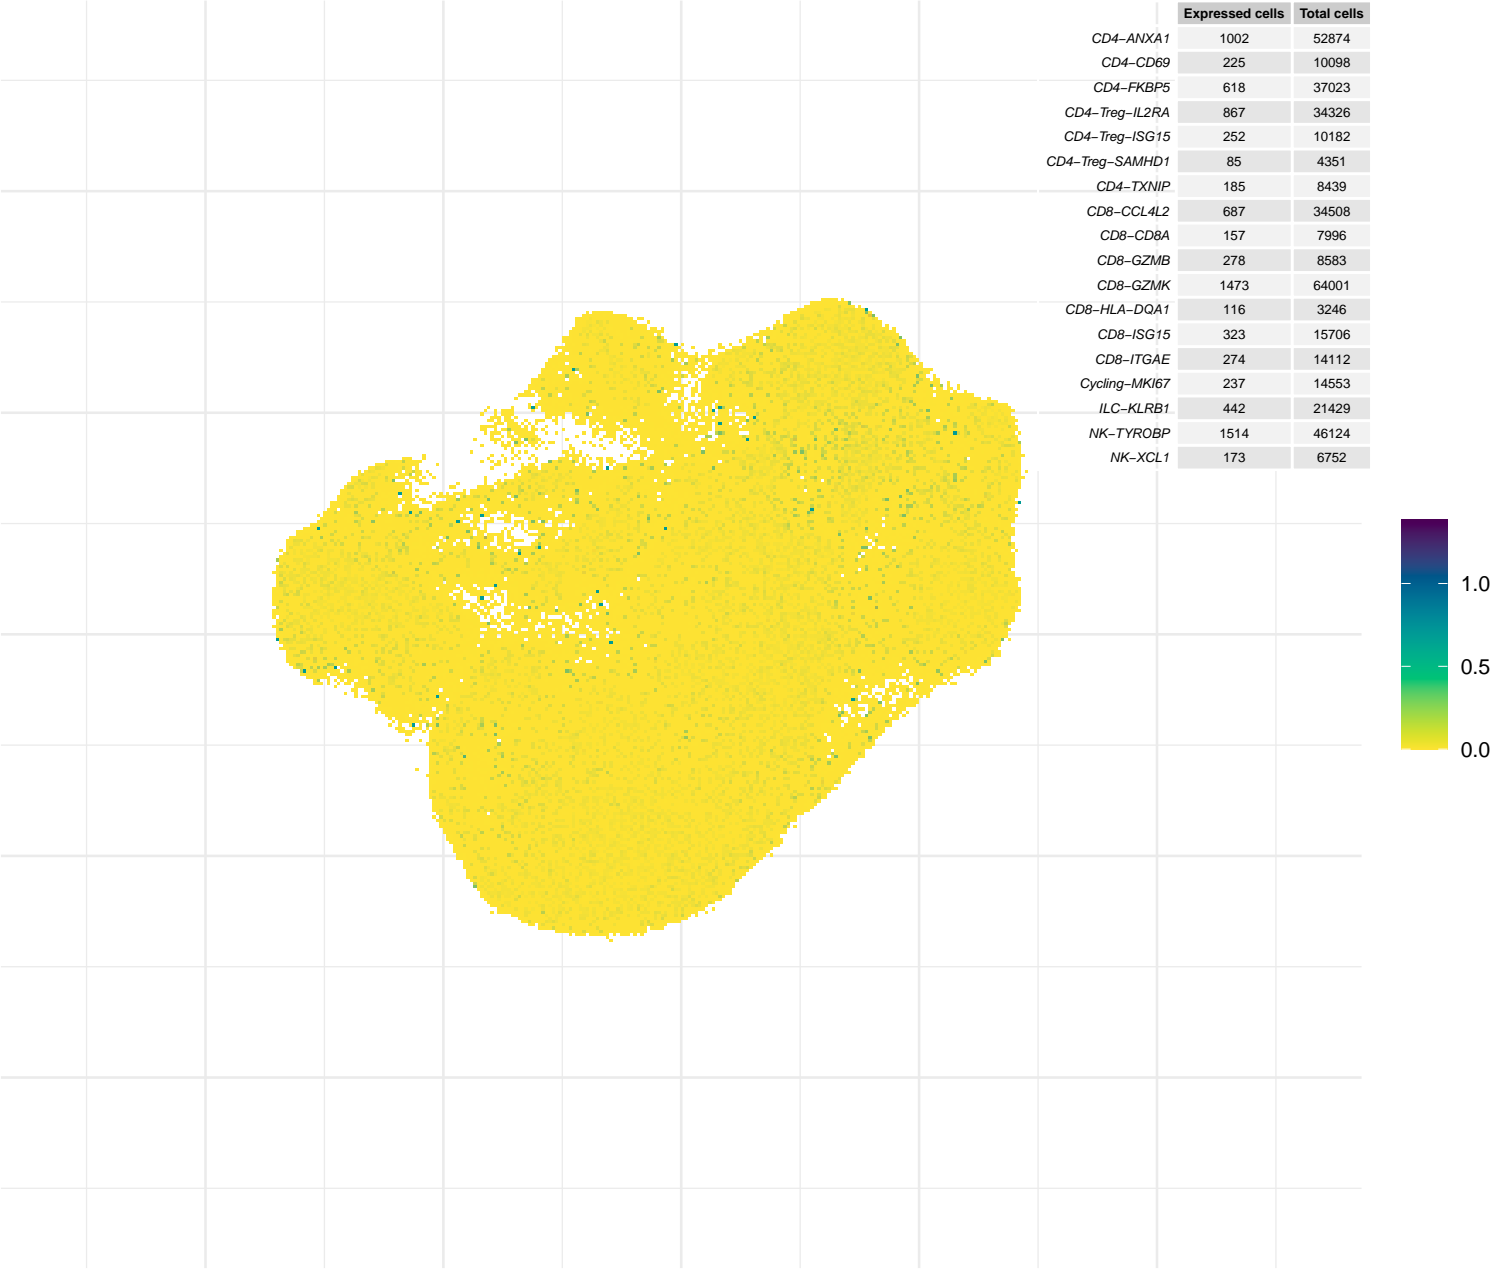 Expressed cells Total cells
CD4−ANXA1 1002 52874
CD4−CD69 225 10098
CD4−FKBP5 618 37023
CD4−Treg−IL2RA 867 34326
CD4−Treg−ISG15 252 10182
CD4−Treg−SAMHD1 85 4351
CD4−TXNIP 185 8439
CD8−CCL4L2 687 34508
CD8−CD8A 157 7996
CD8−GZMB 278 8583
CD8−GZMK 1473 64001
CD8−HLA−DQA1 116 3246
CD8−ISG15 323 15706
CD8−ITGAE 274 14112
Cycling−MKI67 237 14553
ILC−KLRB1 442 21429
NK−TYROBP 1514 46124
NK−XCL1 173 6752
1.0
0.5
0.0